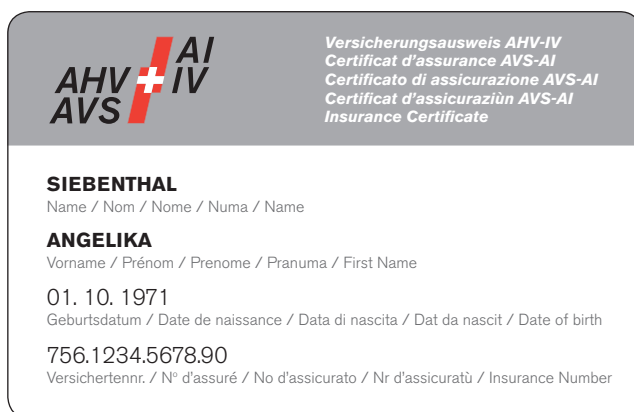 AHV AVS
AI IV
Versicherungsausweis AHV-IV
Certificat d'assurance AVS-AI
Certificato di assicurazione AVS-AI
Certificat d'assicuraziùn AVS-AI
Insurance Certificate
SIEBENTHAL
Name / Nom / Nome / Numa / Name
ANGELIKA
Vorname / Prénom / Prenome / Pranuma / First Name
01. 10. 1971
Geburtsdatum / Date de naissance / Data di nascita / Dat da nascit / Date of birth
756.1234.5678.90
Versichertennr. / Nº d'assuré / No d'assicurato / Nr d'assicuratù / Insurance Number